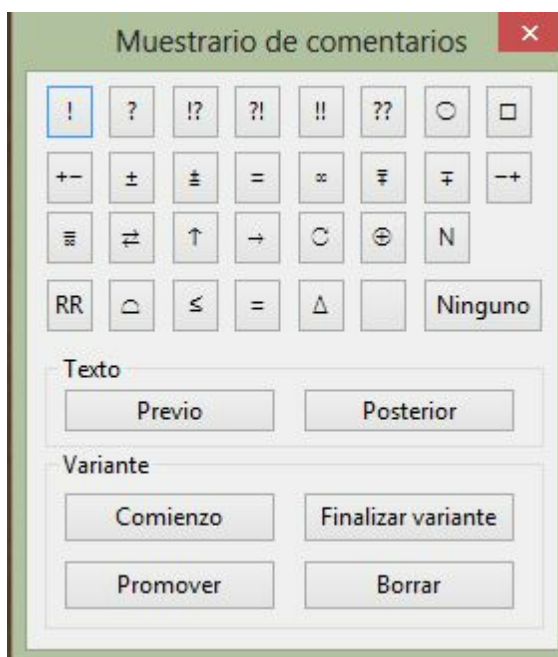 Muestrario de comentarios
! ? !? ?! !! ?? □
+− ± = ∞ ∓ −+
⇄ ↑ → ⊕ N
RR ⌓ ≤ = Δ Ninguno
Texto
Previo Posterior
Variante
Comienzo Finalizar variante
Promover Borrar